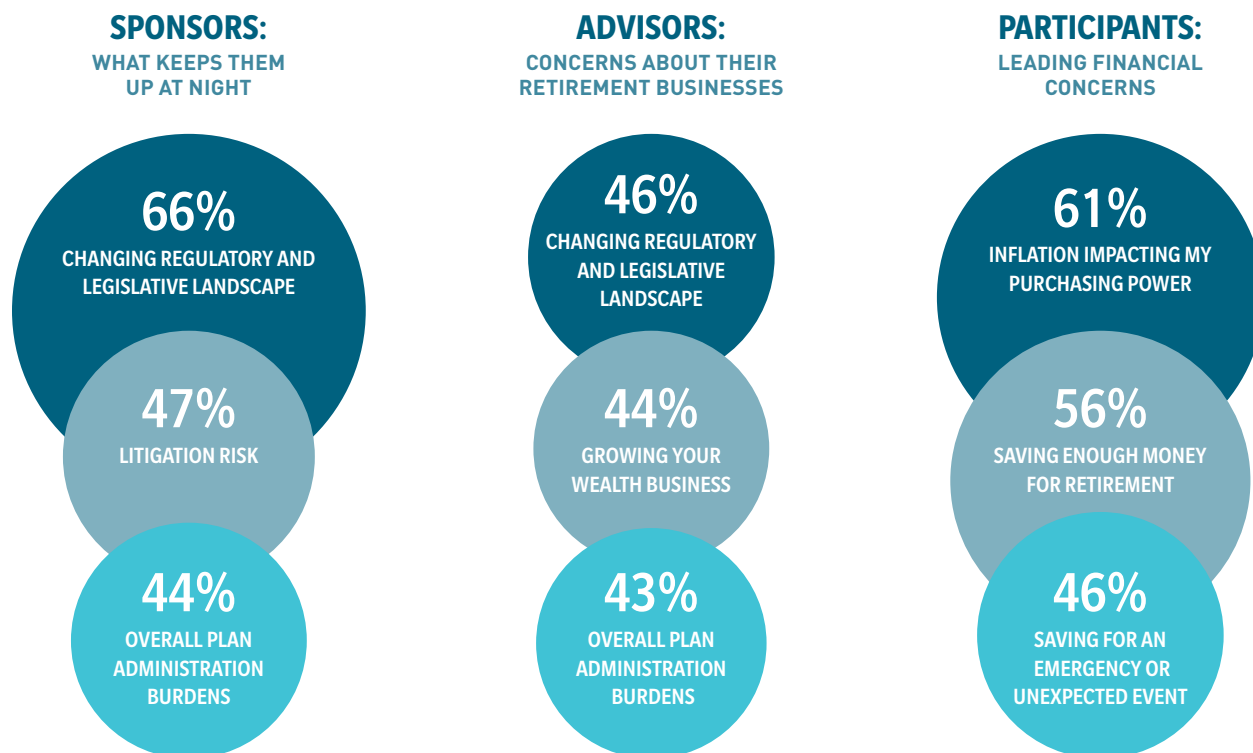 SPONSORS:
WHAT KEEPS THEM
UP AT NIGHT
66%
CHANGING REGULATORY AND
LEGISLATIVE LANDSCAPE
47%
LITIGATION RISK
44%
OVERALL PLAN
ADMINISTRATION
BURDENS
ADVISORS:
CONCERNS ABOUT THEIR
RETIREMENT BUSINESSES
46%
CHANGING REGULATORY
AND LEGISLATIVE
LANDSCAPE
44%
GROWING YOUR
WEALTH BUSINESS
43%
OVERALL PLAN
ADMINISTRATION
BURDENS
PARTICIPANTS:
LEADING FINANCIAL
CONCERNS
61%
INFLATION IMPACTING MY
PURCHASING POWER
56%
SAVING ENOUGH MONEY
FOR RETIREMENT
46%
SAVING FOR AN
EMERGENCY OR
UNEXPECTED EVENT